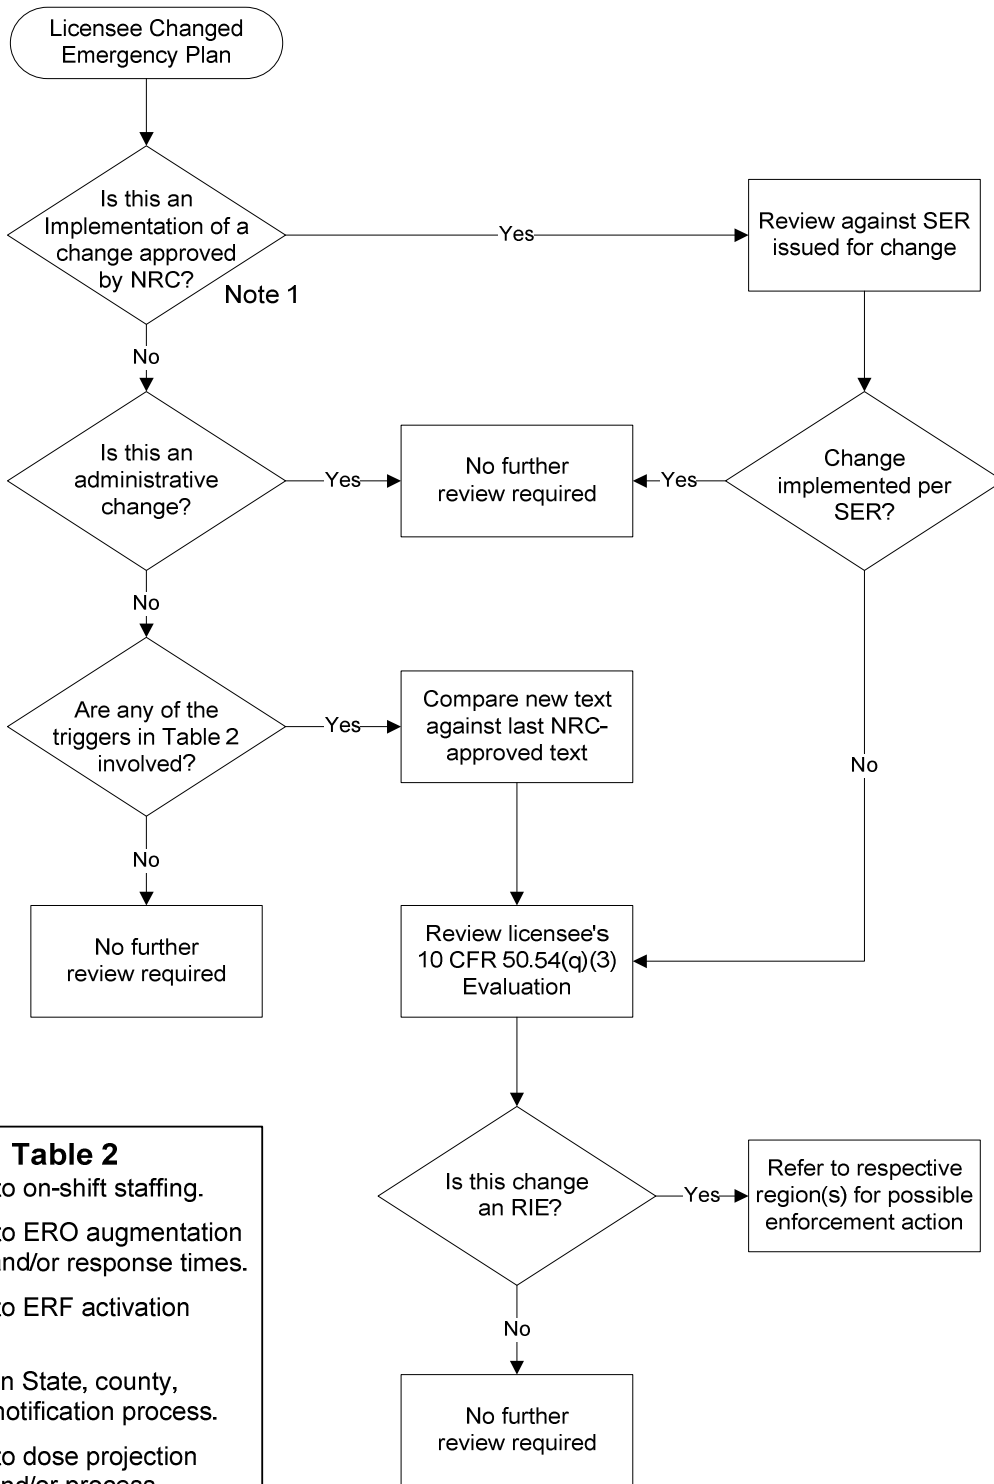 Licensee Changed
Emergency Plan
Is this an
Implementation of a
change approved
by NRC?
Note 1
Yes
Review against SER
issued for change
No
Is this an
administrative
change?
Yes
No further
review required
Yes
Change
implemented per
SER?
No
Are any of the
triggers in Table 2
involved?
Yes
Compare new text
against last NRC-
approved text
No
No
No further
review required
Review licensee's
10 CFR 50.54(q)(3)
Evaluation
Is this change
an RIE?
Yes
Refer to respective
region(s) for possible
enforcement action
No
No further
review required
Table 2
to on-shift staffing.
to ERO augmentation
and/or response times.
to ERF activation
in State, county,
notification process.
to dose projection
and/or process